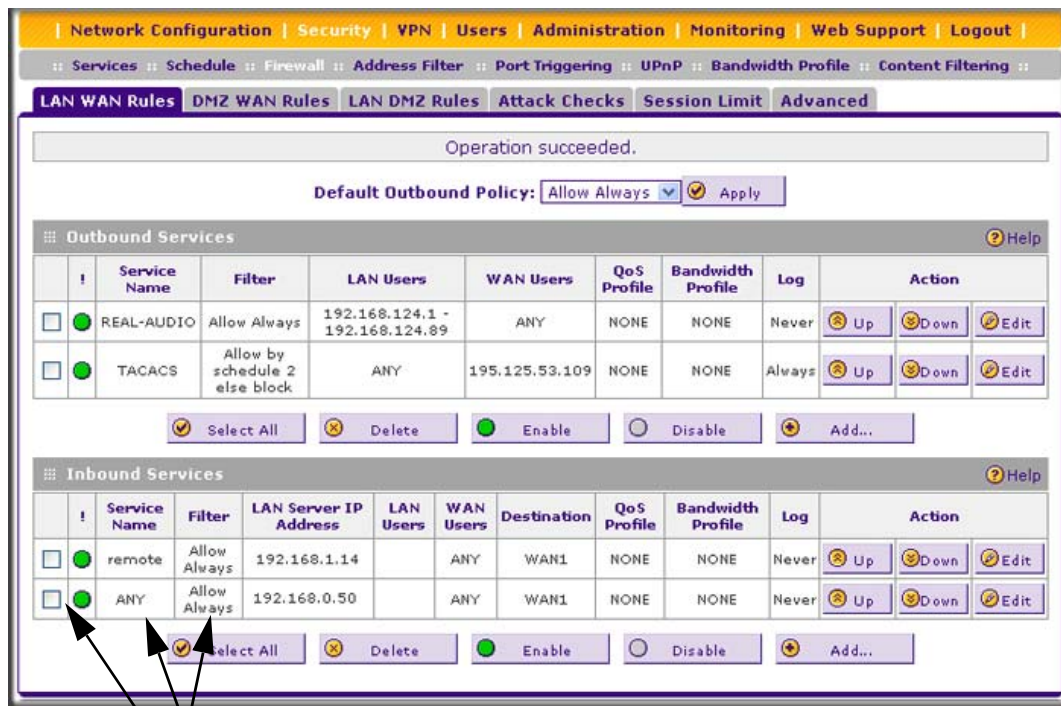 | Network Configuration | Security | VPN | Users | Administration | Monitoring | Web Support | Logout |
:: Services :: Schedule :: Firewall :: Address Filter :: Port Triggering :: UPnP :: Bandwidth Profile :: Content Filtering ::
LAN WAN Rules DMZ WAN Rules LAN DMZ Rules Attack Checks Session Limit Advanced
Operation succeeded.
Default Outbound Policy: Allow Always Apply
Outbound Services ? Help
! Service Name Filter LAN Users WAN Users QoS Profile Bandwidth Profile Log Action
REAL-AUDIO Allow Always 192.168.124.1 - 192.168.124.89 ANY NONE NONE Never Up Down Edit
TACACS Allow by schedule 2 else block ANY 195.125.53.109 NONE NONE Always Up Down Edit
Select All Delete Enable Disable Add...
Inbound Services ? Help
! Service Name Filter LAN Server IP Address LAN Users WAN Users Destination QoS Profile Bandwidth Profile Log Action
remote Allow Always 192.168.1.14 ANY WAN1 NONE NONE Never Up Down Edit
ANY Allow Always 192.168.0.50 ANY WAN1 NONE NONE Never Up Down Edit
Select All Delete Enable Disable Add...